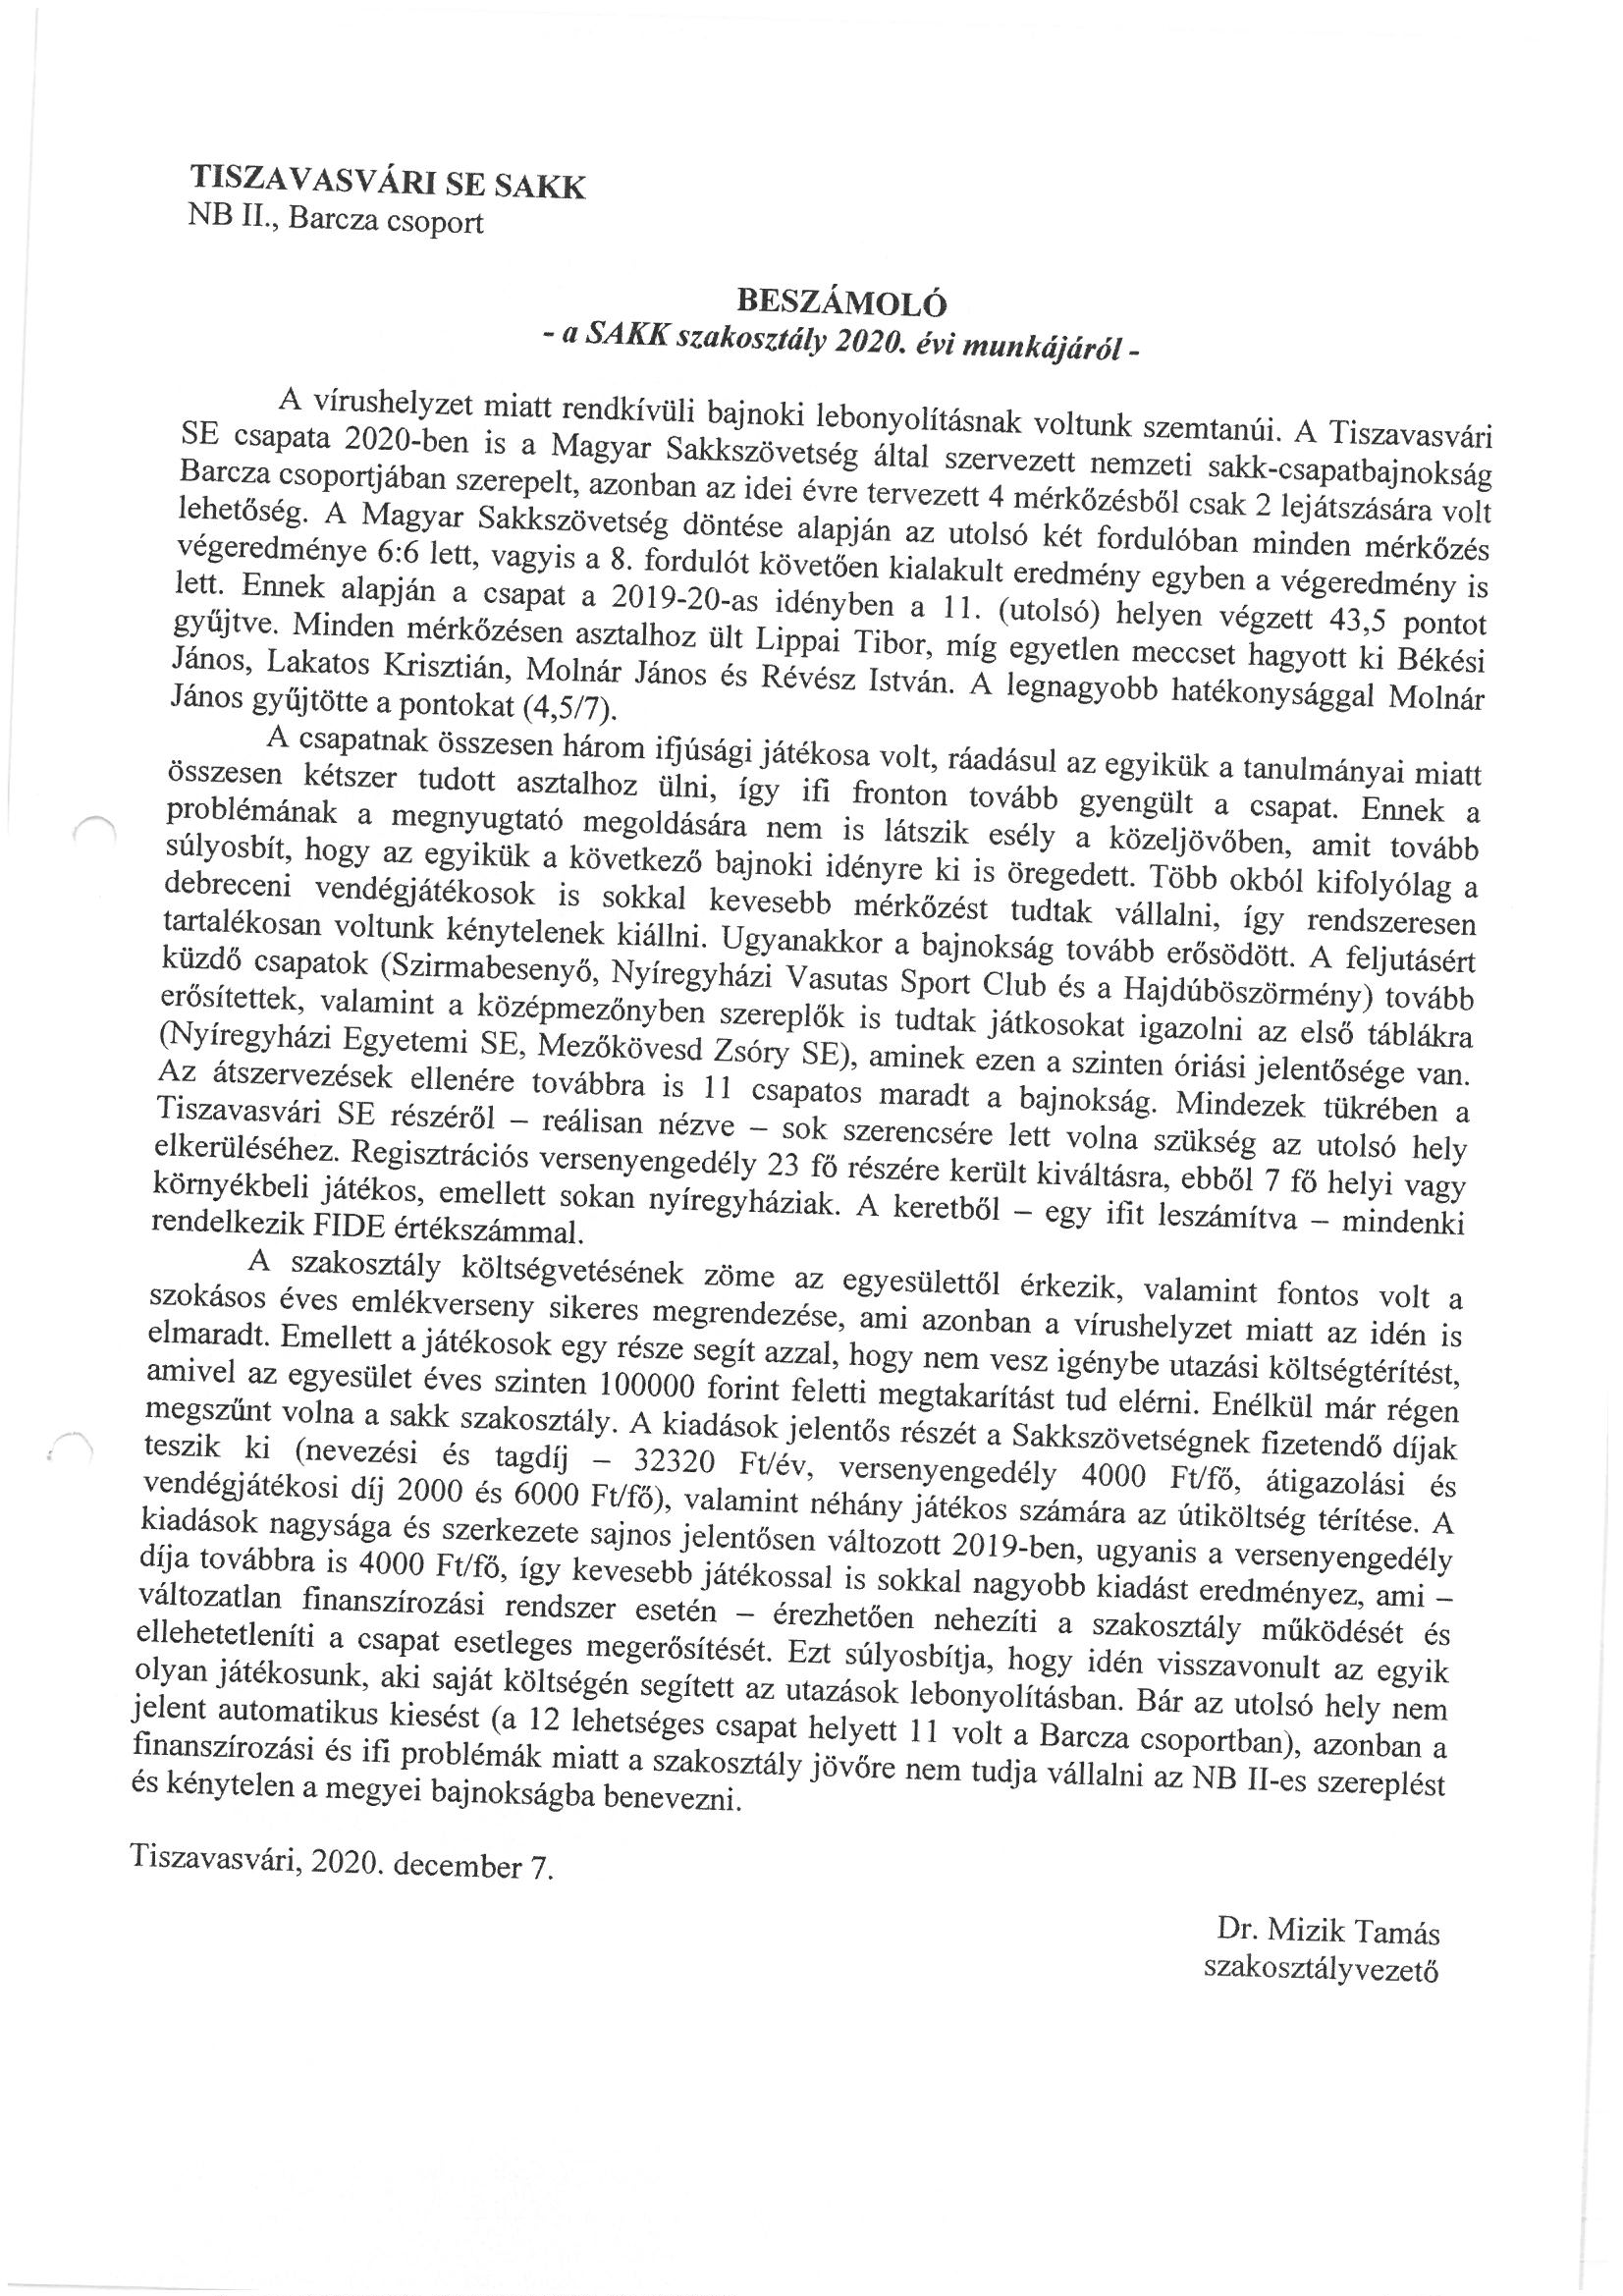 TISZAVASVÁRI SE SAKK
NB II., Barcza csoport
BESZÁMOLÓ
- a SAKK szakosztály 2020. évi munkájáról -
A vírushelyzet miatt rendkívüli bajnoki lebonyolításnak voltunk szemtanúi. A Tiszavasvári
SE csapata 2020-ben is a Magyar Sakkszövetség által szervezett nemzeti sakk-csapatbajnokság
Barcza csoportjában szerepelt, azonban az idei évre tervezett 4 mérkőzésből csak 2 lejátszására volt
lehetőség. A Magyar Sakkszövetség döntése alapján az utolsó két fordulóban minden mérkőzés
végeredménye 6:6 lett, vagyis a 8. fordulót követően kialakult eredmény egyben a végeredmény is
lett. Ennek alapján a csapat a 2019-20-as idényben a 11. (utolsó) helyen végzett 43,5 pontot
gyűjtve. Minden mérkőzésen asztalhoz ült Lippai Tibor, míg egyetlen meccset hagyott ki Békési
János, Lakatos Krisztián, Molnár János és Révész István. A legnagyobb hatékonysággal Molnár
János gyűjtötte a pontokat (4,5/7).
A csapatnak összesen három ifjúsági játékosa volt, ráadásul az egyikük a tanulmányai miatt
összesen kétszer tudott asztalhoz ülni, így ifi fronton tovább gyengült a csapat. Ennek a
problémának a megnyugtató megoldására nem is látszik esély a közeljövőben, amit tovább
súlyosbít, hogy az egyikük a következő bajnoki idényre ki is öregedett. Több okból kifolyólag a
debreceni vendégjátékosok is sokkal kevesebb mérkőzést tudtak vállalni, így rendszeresen
tartalékosan voltunk kénytelenek kiállni. Ugyanakkor a bajnokság tovább erősödött. A feljutásért
küzdő csapatok (Szirmabesenyő, Nyíregyházi Vasutas Sport Club és a Hajdúböszörmény) tovább
erősítettek, valamint a középmezőnyben szereplők is tudtak játkosokat igazolni az első táblákra
(Nyíregyházi Egyetemi SE, Mezőkövesd Zsóry SE), aminek ezen a szinten óriási jelentősége van.
Az átszervezések ellenére továbbra is 11 csapatos maradt a bajnokság. Mindezek tükrében a
Tiszavasvári SE részéről – reálisan nézve – sok szerencsére lett volna szükség az utolsó hely
elkerüléséhez. Regisztrációs versenyengedély 23 fő részére került kiváltásra, ebből 7 fő helyi vagy
környékbeli játékos, emellett sokan nyíregyháziak. A keretből – egy ifit leszámítva – mindenki
rendelkezik FIDE értékszámmal.
A szakosztály költségvetésének zöme az egyesülettől érkezik, valamint fontos volt a
szokásos éves emlékverseny sikeres megrendezése, ami azonban a vírushelyzet miatt az idén is
elmaradt. Emellett a játékosok egy része segít azzal, hogy nem vesz igénybe utazási költségtérítést,
amivel az egyesület éves szinten 100000 forint feletti megtakarítást tud elérni. Enélkül már régen
megszűnt volna a sakk szakosztály. A kiadások jelentős részét a Sakkszövetségnek fizetendő díjak
teszik ki (nevezési és tagdíj – 32320 Ft/év, versenyengedély 4000 Ft/fő, átigazolási és
vendégjátékosi díj 2000 és 6000 Ft/fő), valamint néhány játékos számára az útiköltség térítése. A
kiadások nagysága és szerkezete sajnos jelentősen változott 2019-ben, ugyanis a versenyengedély
díja továbbra is 4000 Ft/fő, így kevesebb játékossal is sokkal nagyobb kiadást eredményez, ami –
változatlan finanszírozási rendszer esetén – érezhetően nehezíti a szakosztály működését és
ellehetetleníti a csapat esetleges megerősítését. Ezt súlyosbítja, hogy idén visszavonult az egyik
olyan játékosunk, aki saját költségén segített az utazások lebonyolításban. Bár az utolsó hely nem
jelent automatikus kiesést (a 12 lehetséges csapat helyett 11 volt a Barcza csoportban), azonban a
finanszírozási és ifi problémák miatt a szakosztály jövőre nem tudja vállalni az NB II-es szereplést
és kénytelen a megyei bajnokságba benevezni.
Tiszavasvári, 2020. december 7.
Dr. Mizik Tamás
szakosztályvezető